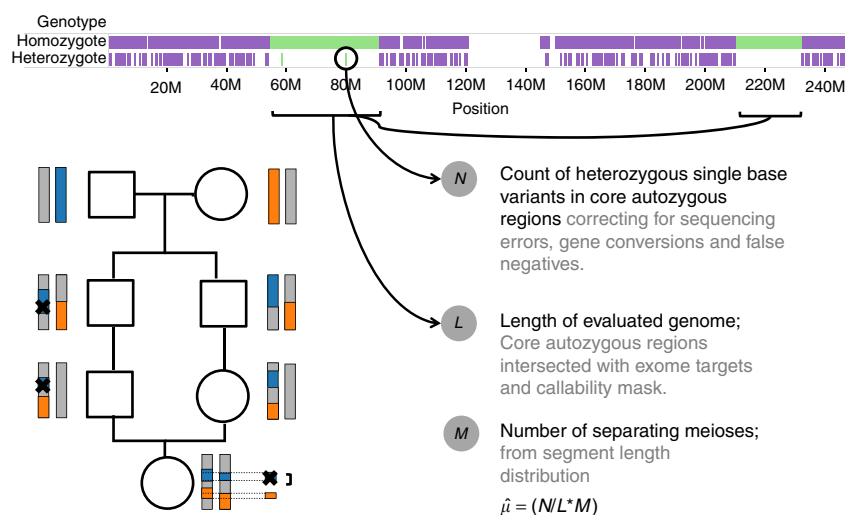 Genotype
Homozygote
Heterozygote
20M 40M 60M 80M 100M 120M 140M 160M 180M 200M 220M 240M
Position
N
Count of heterozygous single base
variants in core autozygous
regions correcting for sequencing
errors, gene conversions and false
negatives.
L
Length of evaluated genome;
Core autozygous regions
intersected with exome targets
and callability mask.
M
Number of separating meioses;
from segment length
distribution
μ̂ = (N/L*M)